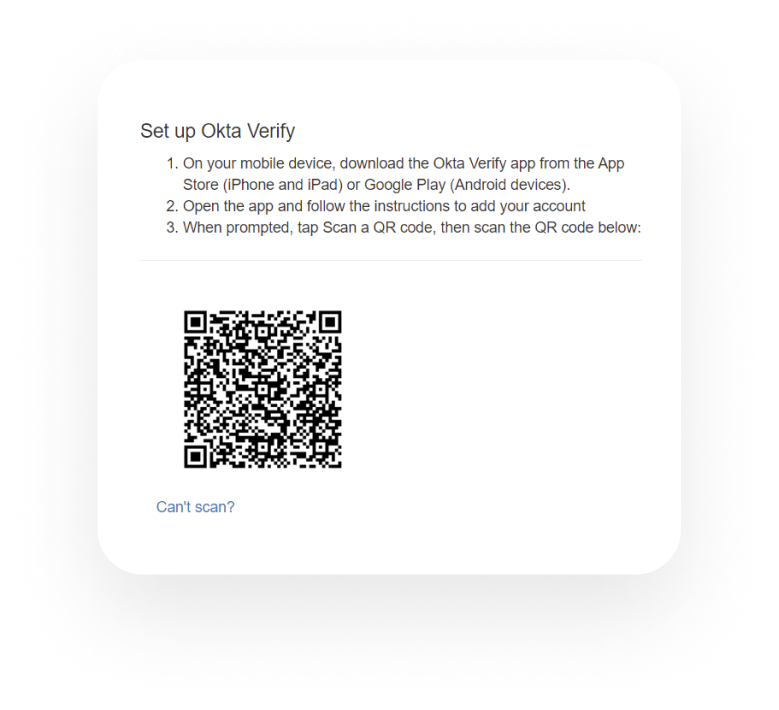 Set up Okta Verify
1. On your mobile device, download the Okta Verify app from the App
Store (iPhone and iPad) or Google Play (Android devices).
2. Open the app and follow the instructions to add your account
3. When prompted, tap Scan a QR code, then scan the QR code below:
Can't scan?